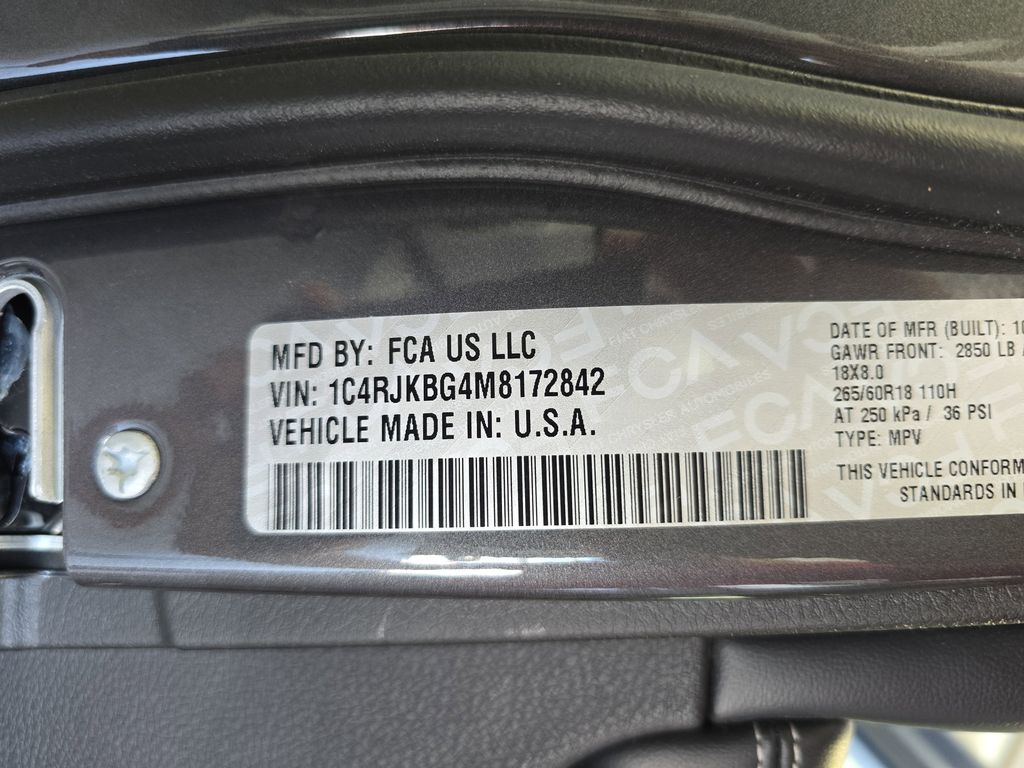 MFD BY: FCA US LLC
VIN: 1C4RJKBG4M8172842
VEHICLE MADE IN: U.S.A.
DATE OF MFR (BUILT):
GAWR FRONT: 2850 LB
18X8.0
265/60R18 110H
AT 250 kPa / 36 PSI
TYPE: MPV
THIS VEHICLE
STANDARDS IN